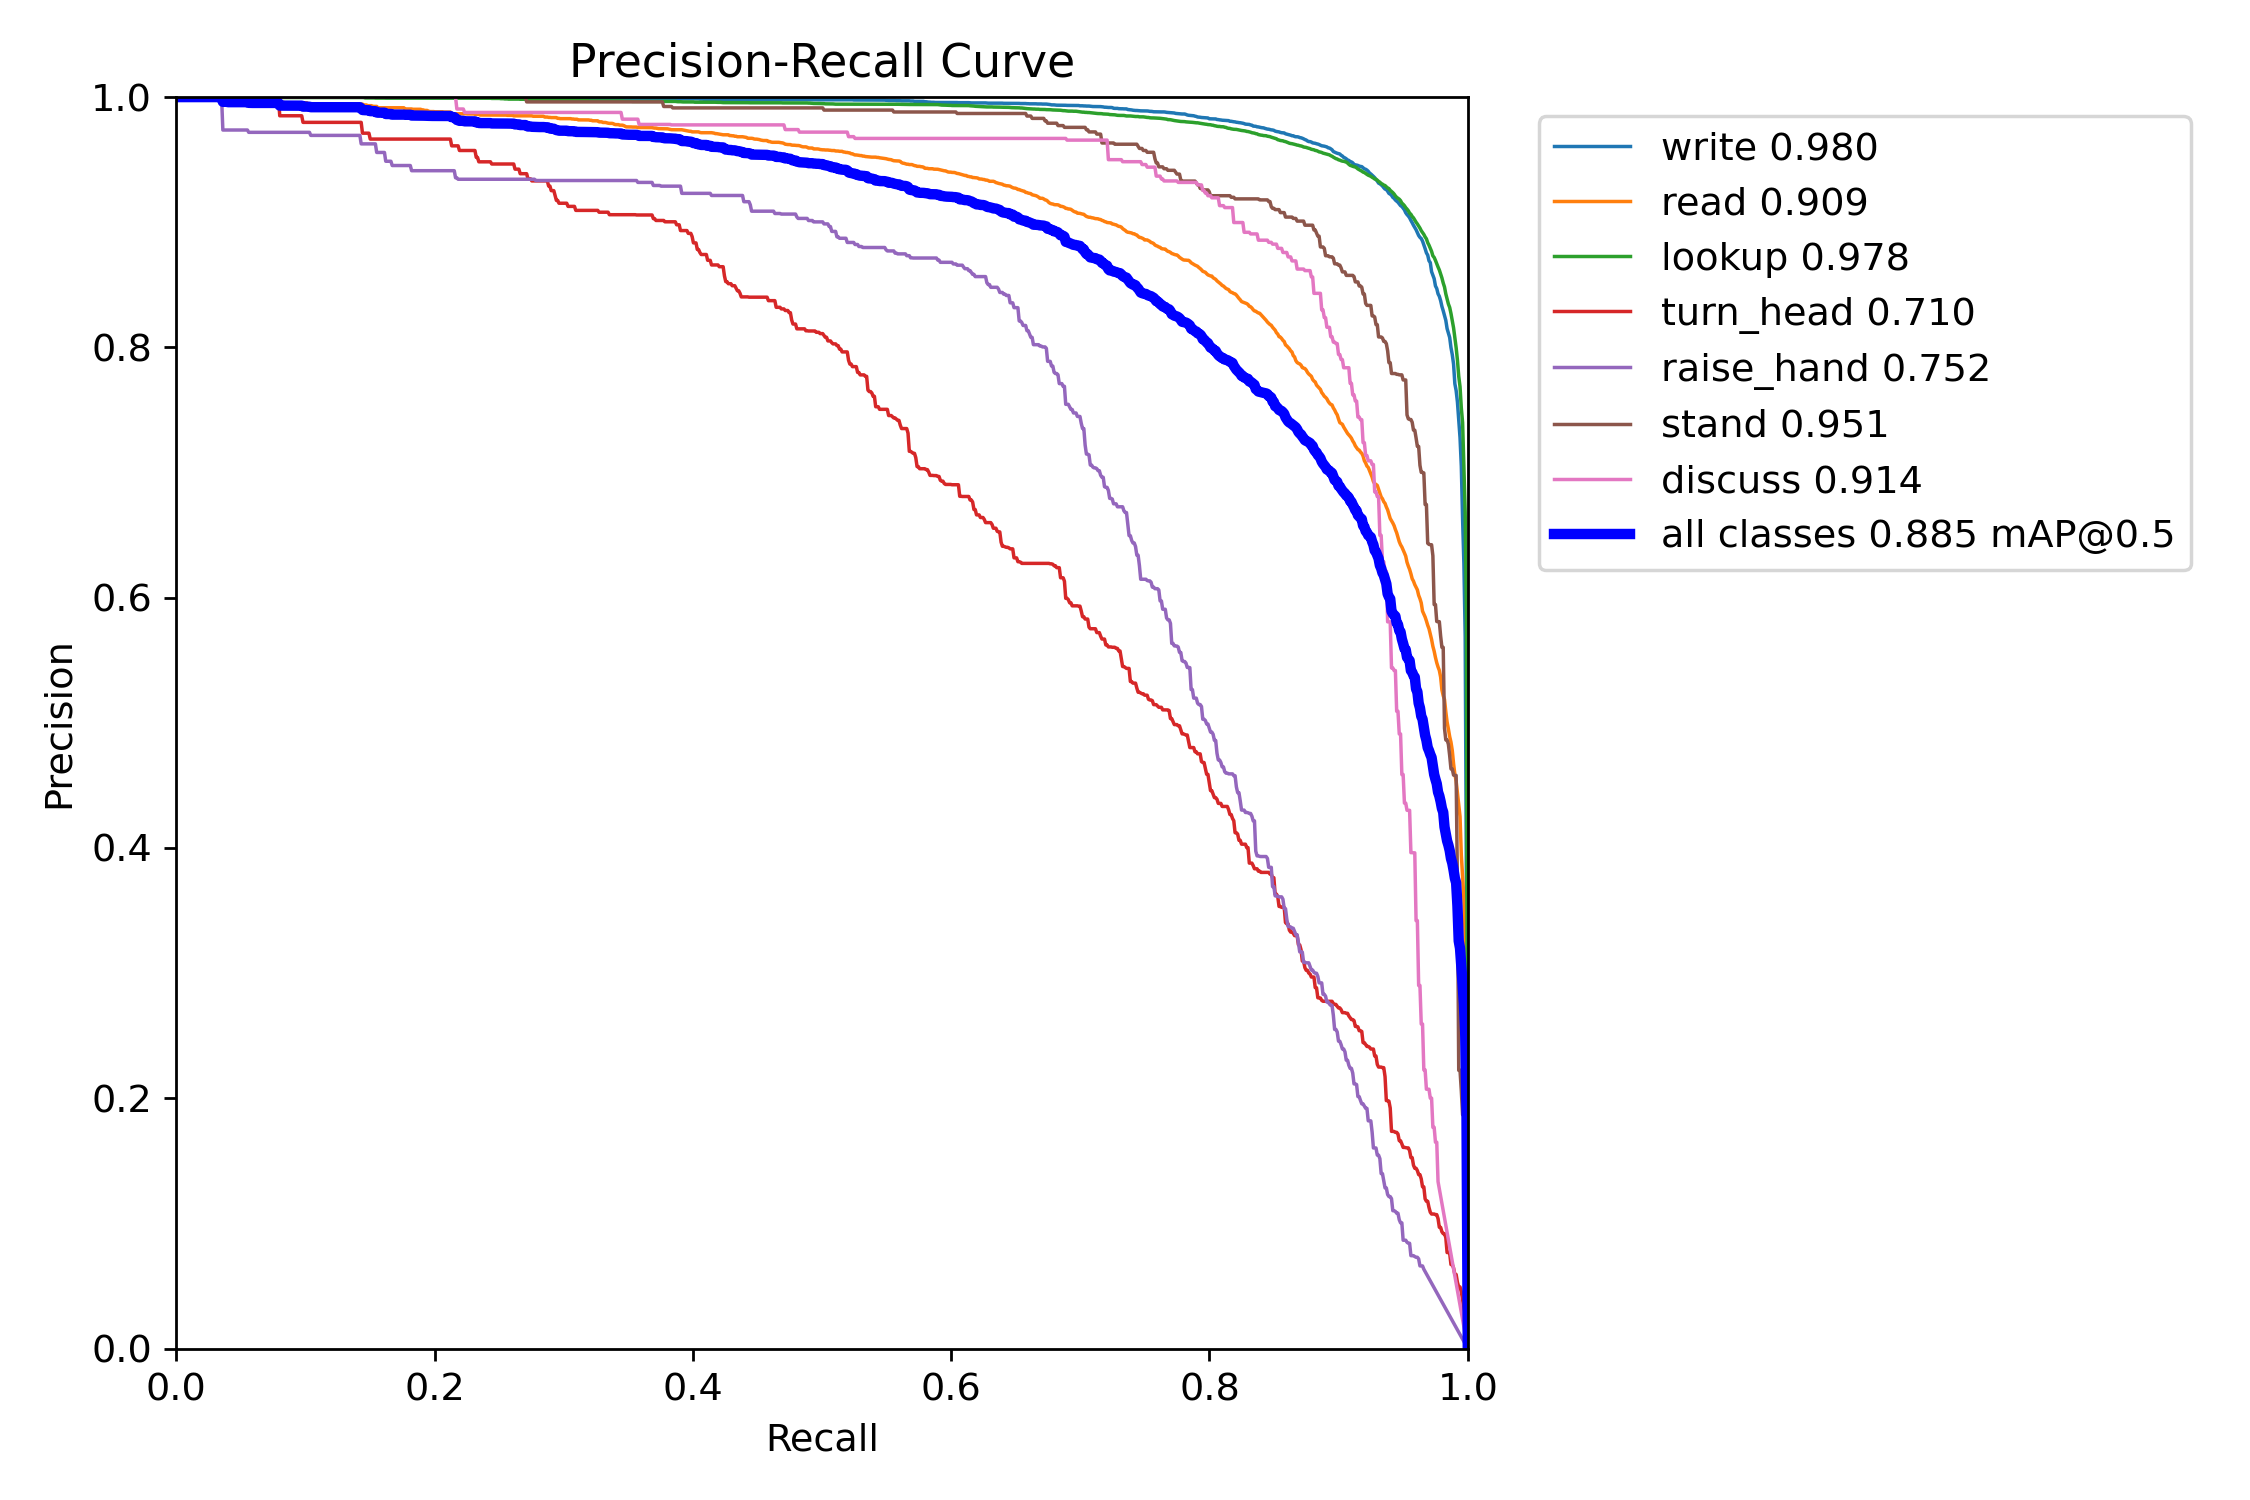 Precision-Recall Curve
1.0
0.8
0.6
0.4
0.2
0.0
Precision
0.0 0.2 0.4 0.6 0.8 1.0
Recall
write 0.980
read 0.909
lookup 0.978
turn_head 0.710
raise_hand 0.752
stand 0.951
discuss 0.914
all classes 0.885 mAP@0.5